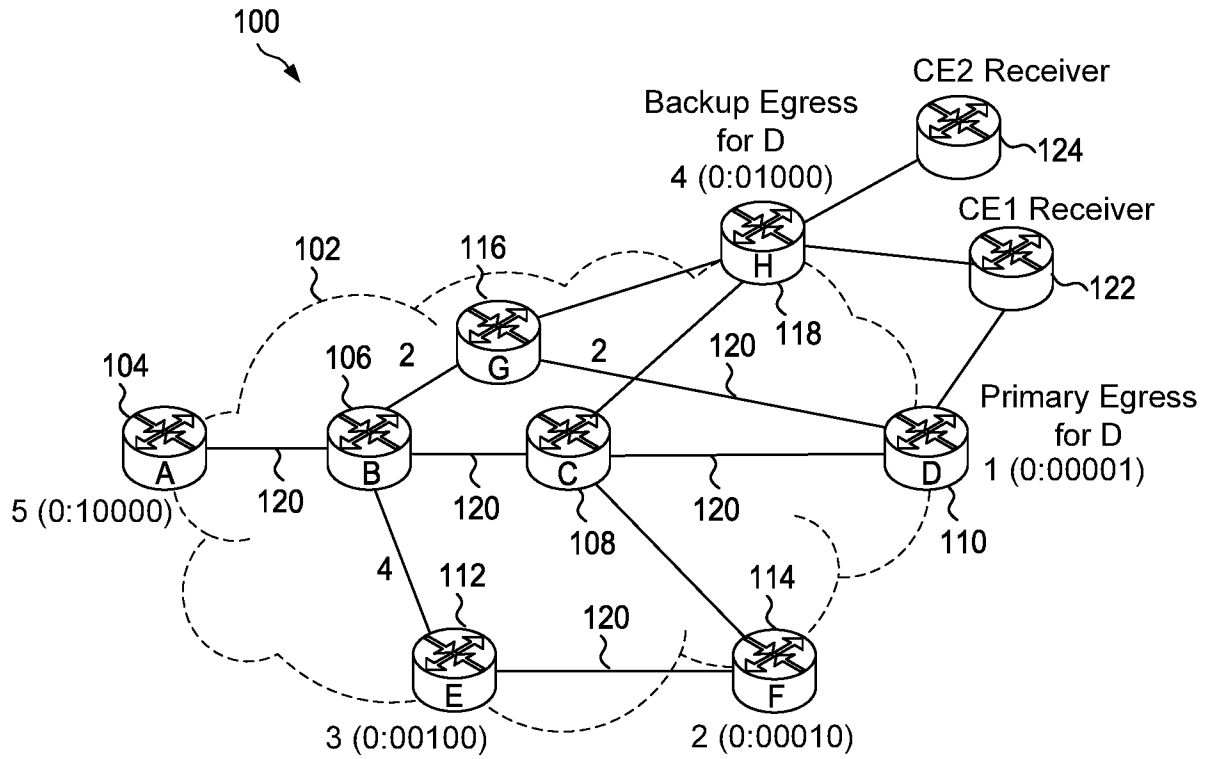 100
CE2 Receiver
Backup Egress
for D
4 (0:01000)
124
CE1 Receiver
116
102
H
122
118
G
2
2
120
106
104
Primary Egress
for D
1 (0:00001)
A
B
C
D
120
120
120
5 (0:10000)
108
110
4
112
114
120
E
F
3 (0:00100)
2 (0:00010)